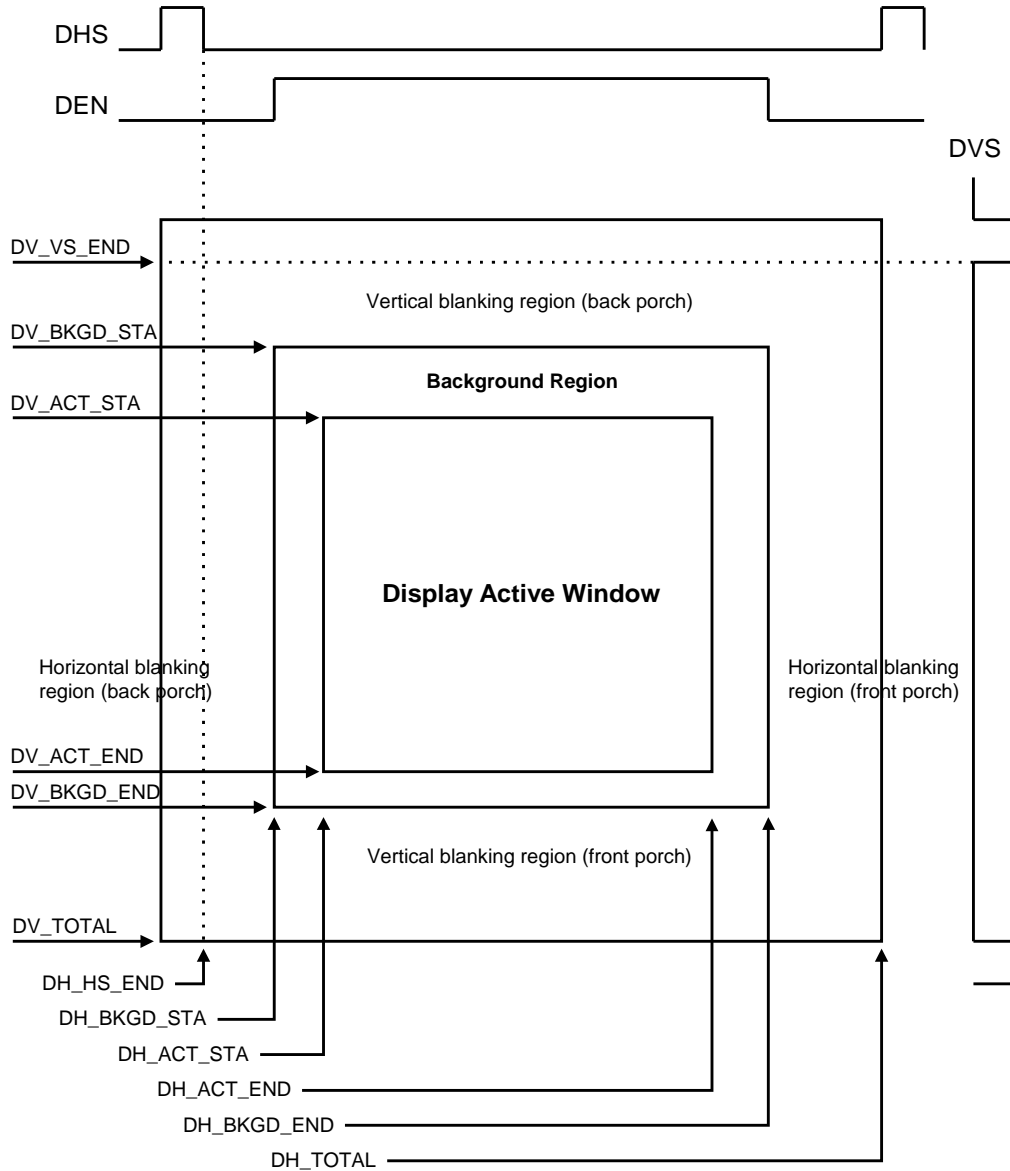 DHS
DEN
DVS
DV_VS_END
Vertical blanking region (back porch)
DV_BKGD_STA
Background Region
DV_ACT_STA
Display Active Window
Horizontal blanking
region (back porch)
Horizontal blanking
region (front porch)
DV_ACT_END
DV_BKGD_END
Vertical blanking region (front porch)
DV_TOTAL
DH_HS_END
DH_BKGD_STA
DH_ACT_STA
DH_ACT_END
DH_BKGD_END
DH_TOTAL